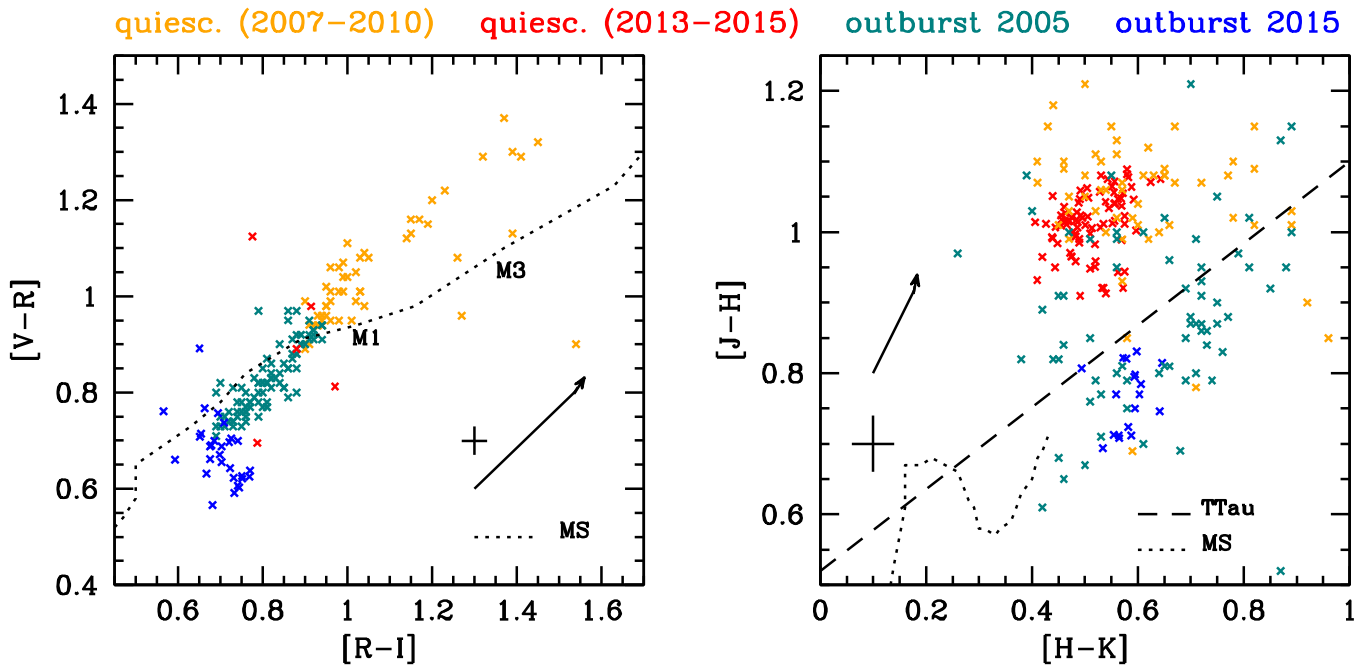 quiesc. (2007−2010) quiesc. (2013−2015) outburst 2005 outburst 2015
1.4
1.2
1
0.8
0.6
0.4
[V−R]
M3
M1
MS
0.6 0.8 1 1.2 1.4 1.6
[R−I]
1.2
1
0.8
0.6
[J−H]
TTau
MS
0 0.2 0.4 0.6 0.8 1
[H−K]